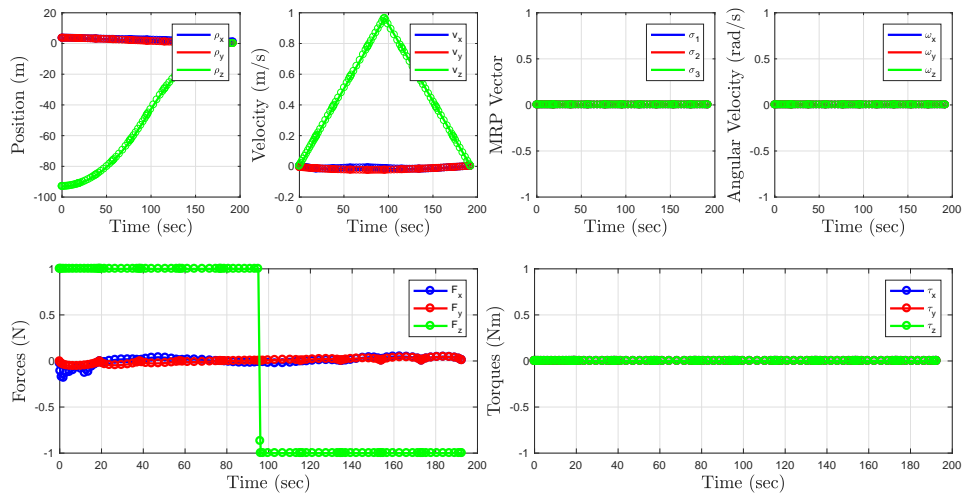 Position (m)
20
0
-20
-40
-60
-80
-100
0
50
100
150
200
Time (sec)
ρx
ρy
ρz
Velocity (m/s)
1
0.8
0.6
0.4
0.2
0
-0.2
0
50
100
150
200
Time (sec)
vx
vy
vz
MRP Vector
1
0.5
0
-0.5
-1
0
50
100
150
200
Time (sec)
σ1
σ2
σ3
Angular Velocity (rad/s)
1
0.5
0
-0.5
-1
0
50
100
150
200
Time (sec)
ωx
ωy
ωz
Forces (N)
1
0.5
0
-0.5
-1
0
20
40
60
80
100
120
140
160
180
200
Time (sec)
Fx
Fy
Fz
Torques (Nm)
1
0.5
0
-0.5
-1
0
20
40
60
80
100
120
140
160
180
200
Time (sec)
τx
τy
τz